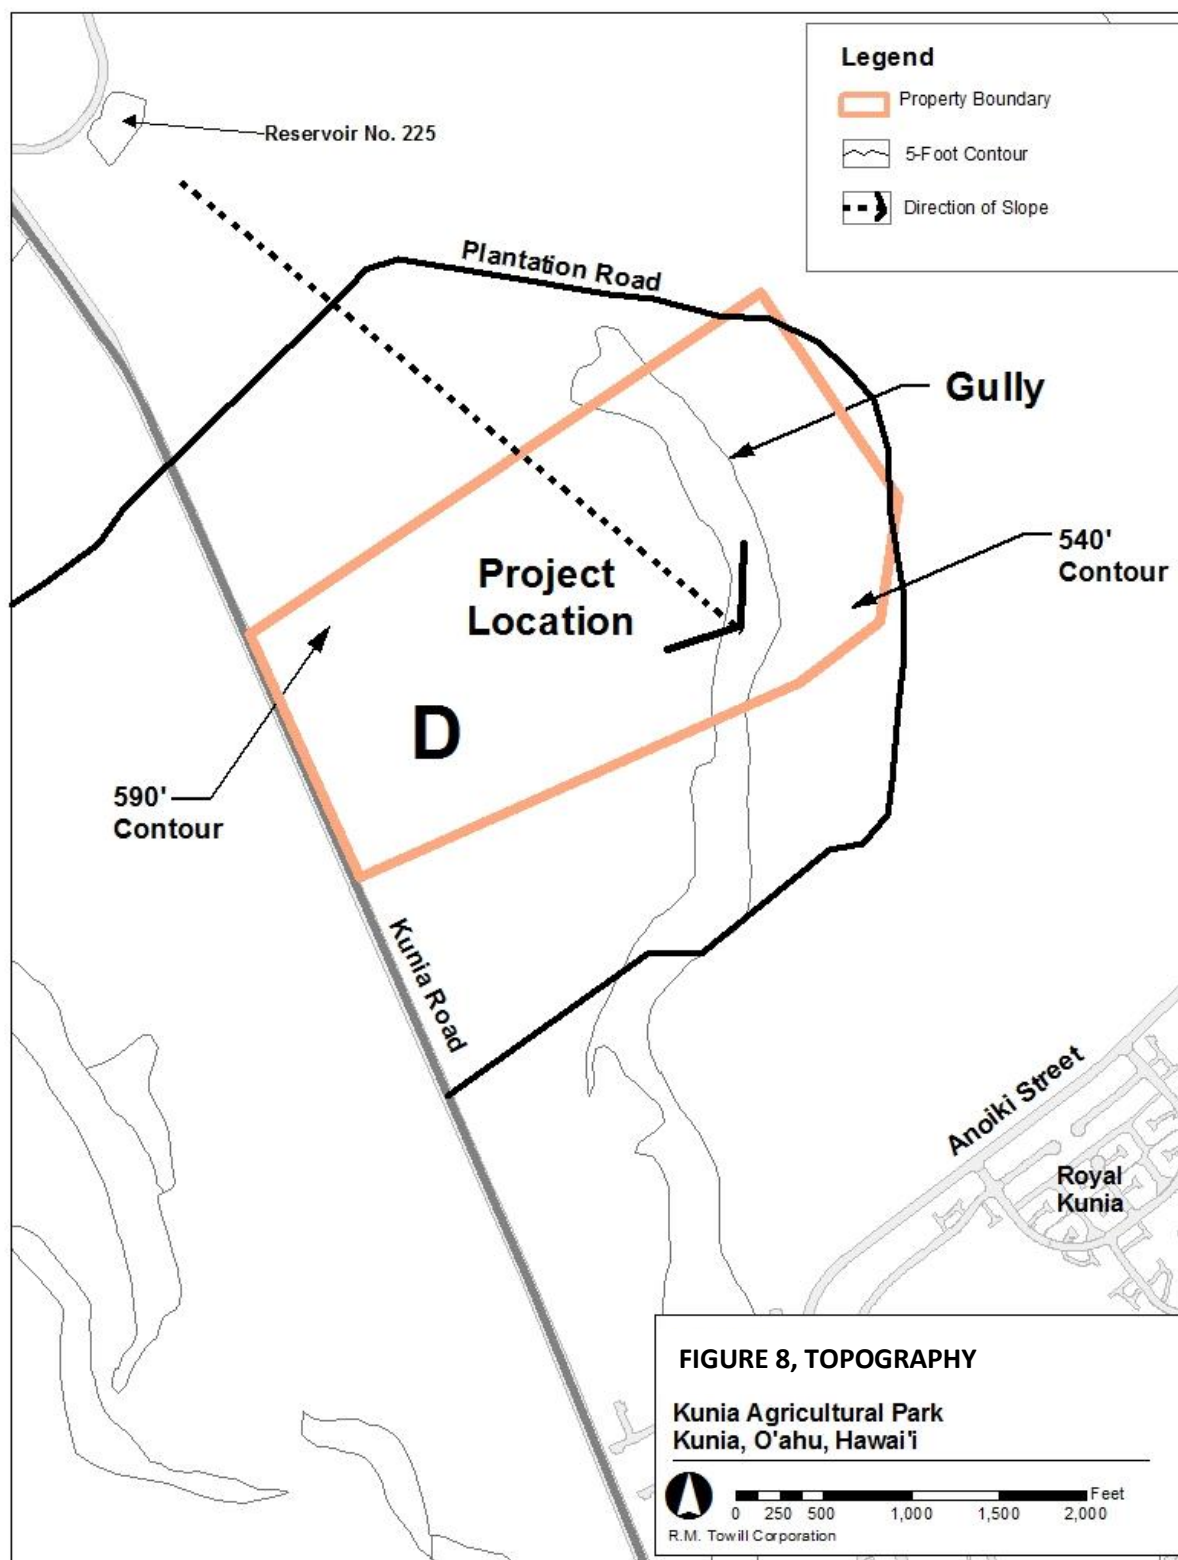 Legend
Property Boundary
5-Foot Contour
Direction of Slope
Reservoir No. 225
Plantation Road
Gully
540'
Contour
Project
Location
D
590'
Contour
Kunia Road
Anoiki Street
Royal
Kunia
FIGURE 8, TOPOGRAPHY
Kunia Agricultural Park
Kunia, O'ahu, Hawai'i
Feet
0 250 500 1,000 1,500 2,000
R.M. Towill Corporation